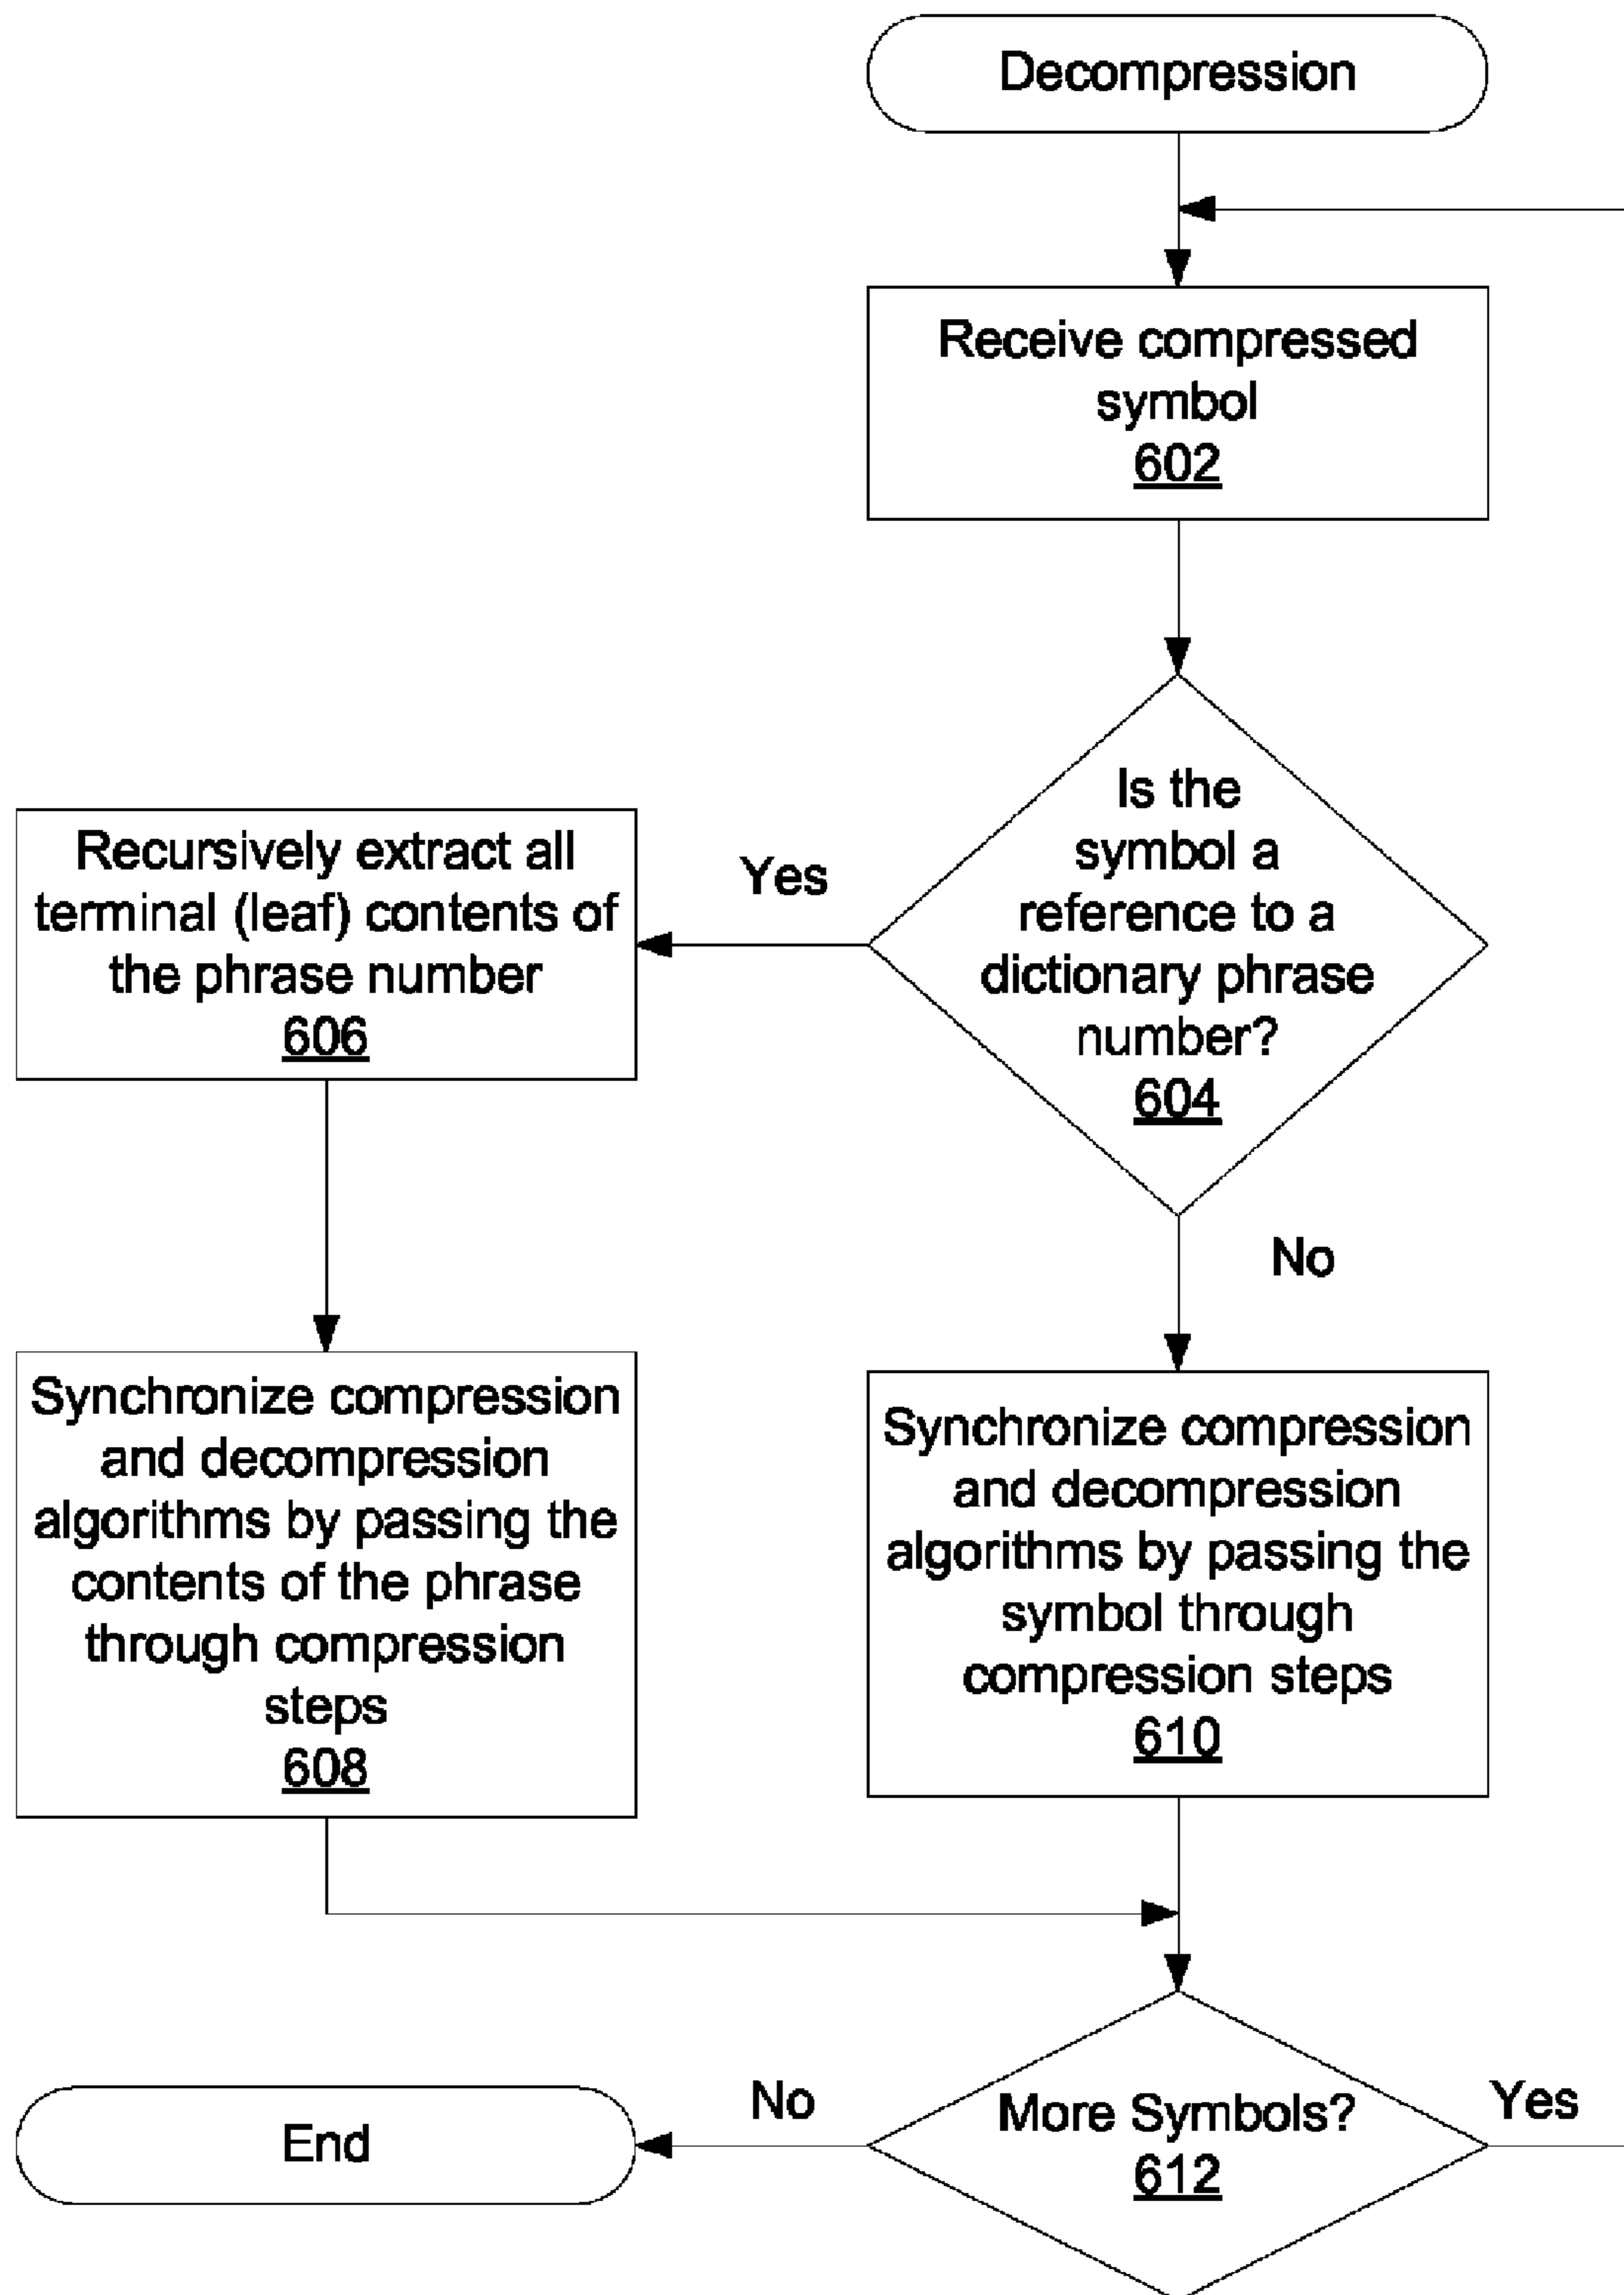 Decompression
Receive compressed
symbol
602
Is the
symbol a
reference to a
dictionary phrase
number?
604
Yes
Recursively extract all
terminal (leaf) contents of
the phrase number
606
No
Synchronize compression
and decompression
algorithms by passing the
contents of the phrase
through compression
steps
608
Synchronize compression
and decompression
algorithms by passing the
symbol through
compression steps
610
More Symbols?
612
No
Yes
End